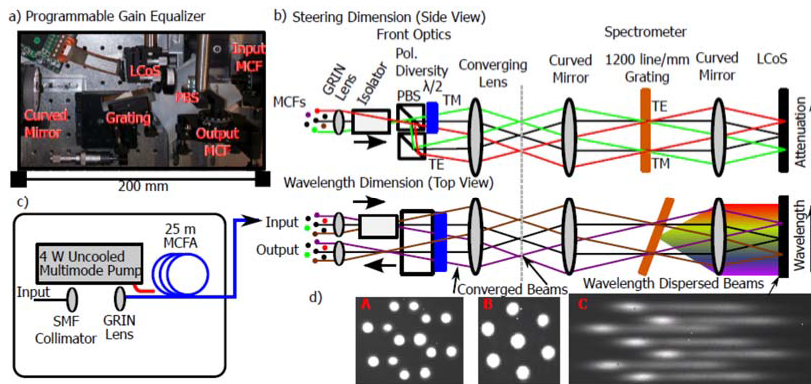 a) Programmable Gain Equalizer
LCoS
Input
MCF
PBS
Curved
Mirror
Grating
Output
MCF
200 mm
b) Steering Dimension (Side View)
Front Optics
Spectrometer
MCFs
GRIN
Lens
Isolator
Pol.
Diversity
λ/2
PBS
TM
TE
Converging
Lens
Curved
Mirror
1200 line/mm
Grating
TE
TM
Curved
Mirror
LCoS
Attenuation
Wavelength Dimension (Top View)
Input
Output
Wavelength
Converged Beams
Wavelength Dispersed Beams
c)
25 m
MCFA
4 W Uncooled
Multimode Pump
Input
SMF
Collimator
GRIN
Lens
d)
A
B
C